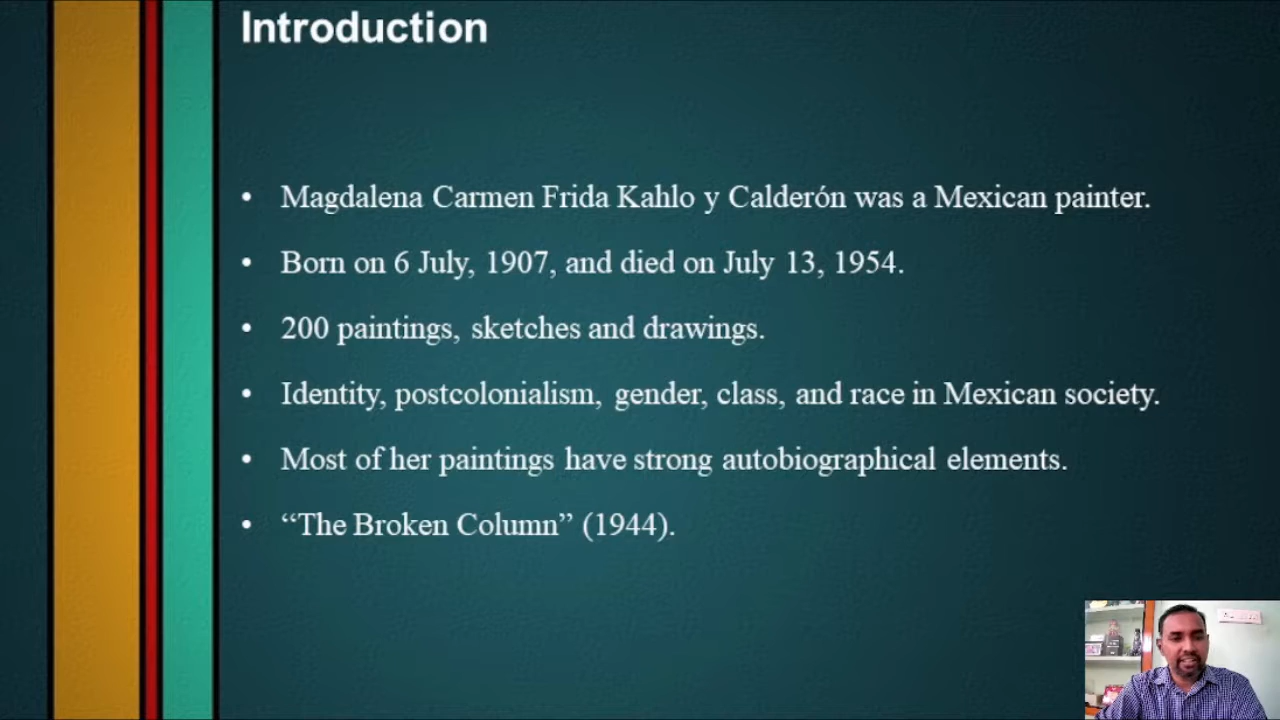 Introduction
• Magdalena Carmen Frida Kahlo y Calderón was a Mexican painter.
• Born on 6 July, 1907, and died on July 13, 1954.
• 200 paintings, sketches and drawings.
• Identity, postcolonialism, gender, class, and race in Mexican society.
• Most of her paintings have strong autobiographical elements.
• “The Broken Column” (1944).